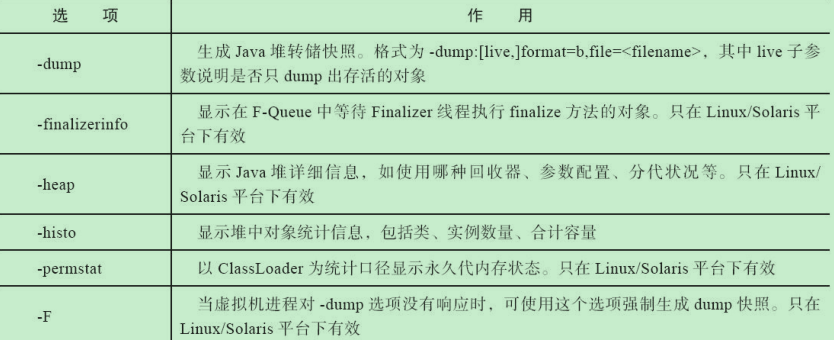 选 项 作 用
-dump
生成 Java 堆转储快照。格式为 -dump:[live,]format=b,file=<filename>，其中 live 子参
数说明是否只 dump 出存活的对象
-finalizerinfo
显示在 F-Queue 中等待 Finalizer 线程执行 finalize 方法的对象。只在 Linux/Solaris 平
台下有效
-heap
显示 Java 堆详细信息，如使用哪种回收器、参数配置、分代状况等。只在 Linux/
Solaris 平台下有效
-histo
显示堆中对象统计信息，包括类、实例数量、合计容量
-permstat
以 ClassLoader 为统计口径显示永久代内存状态。只在 Linux/Solaris 平台下有效
-F
当虚拟机进程对 -dump 选项没有响应时，可使用这个选项强制生成 dump 快照。只在
Linux/Solaris 平台下有效